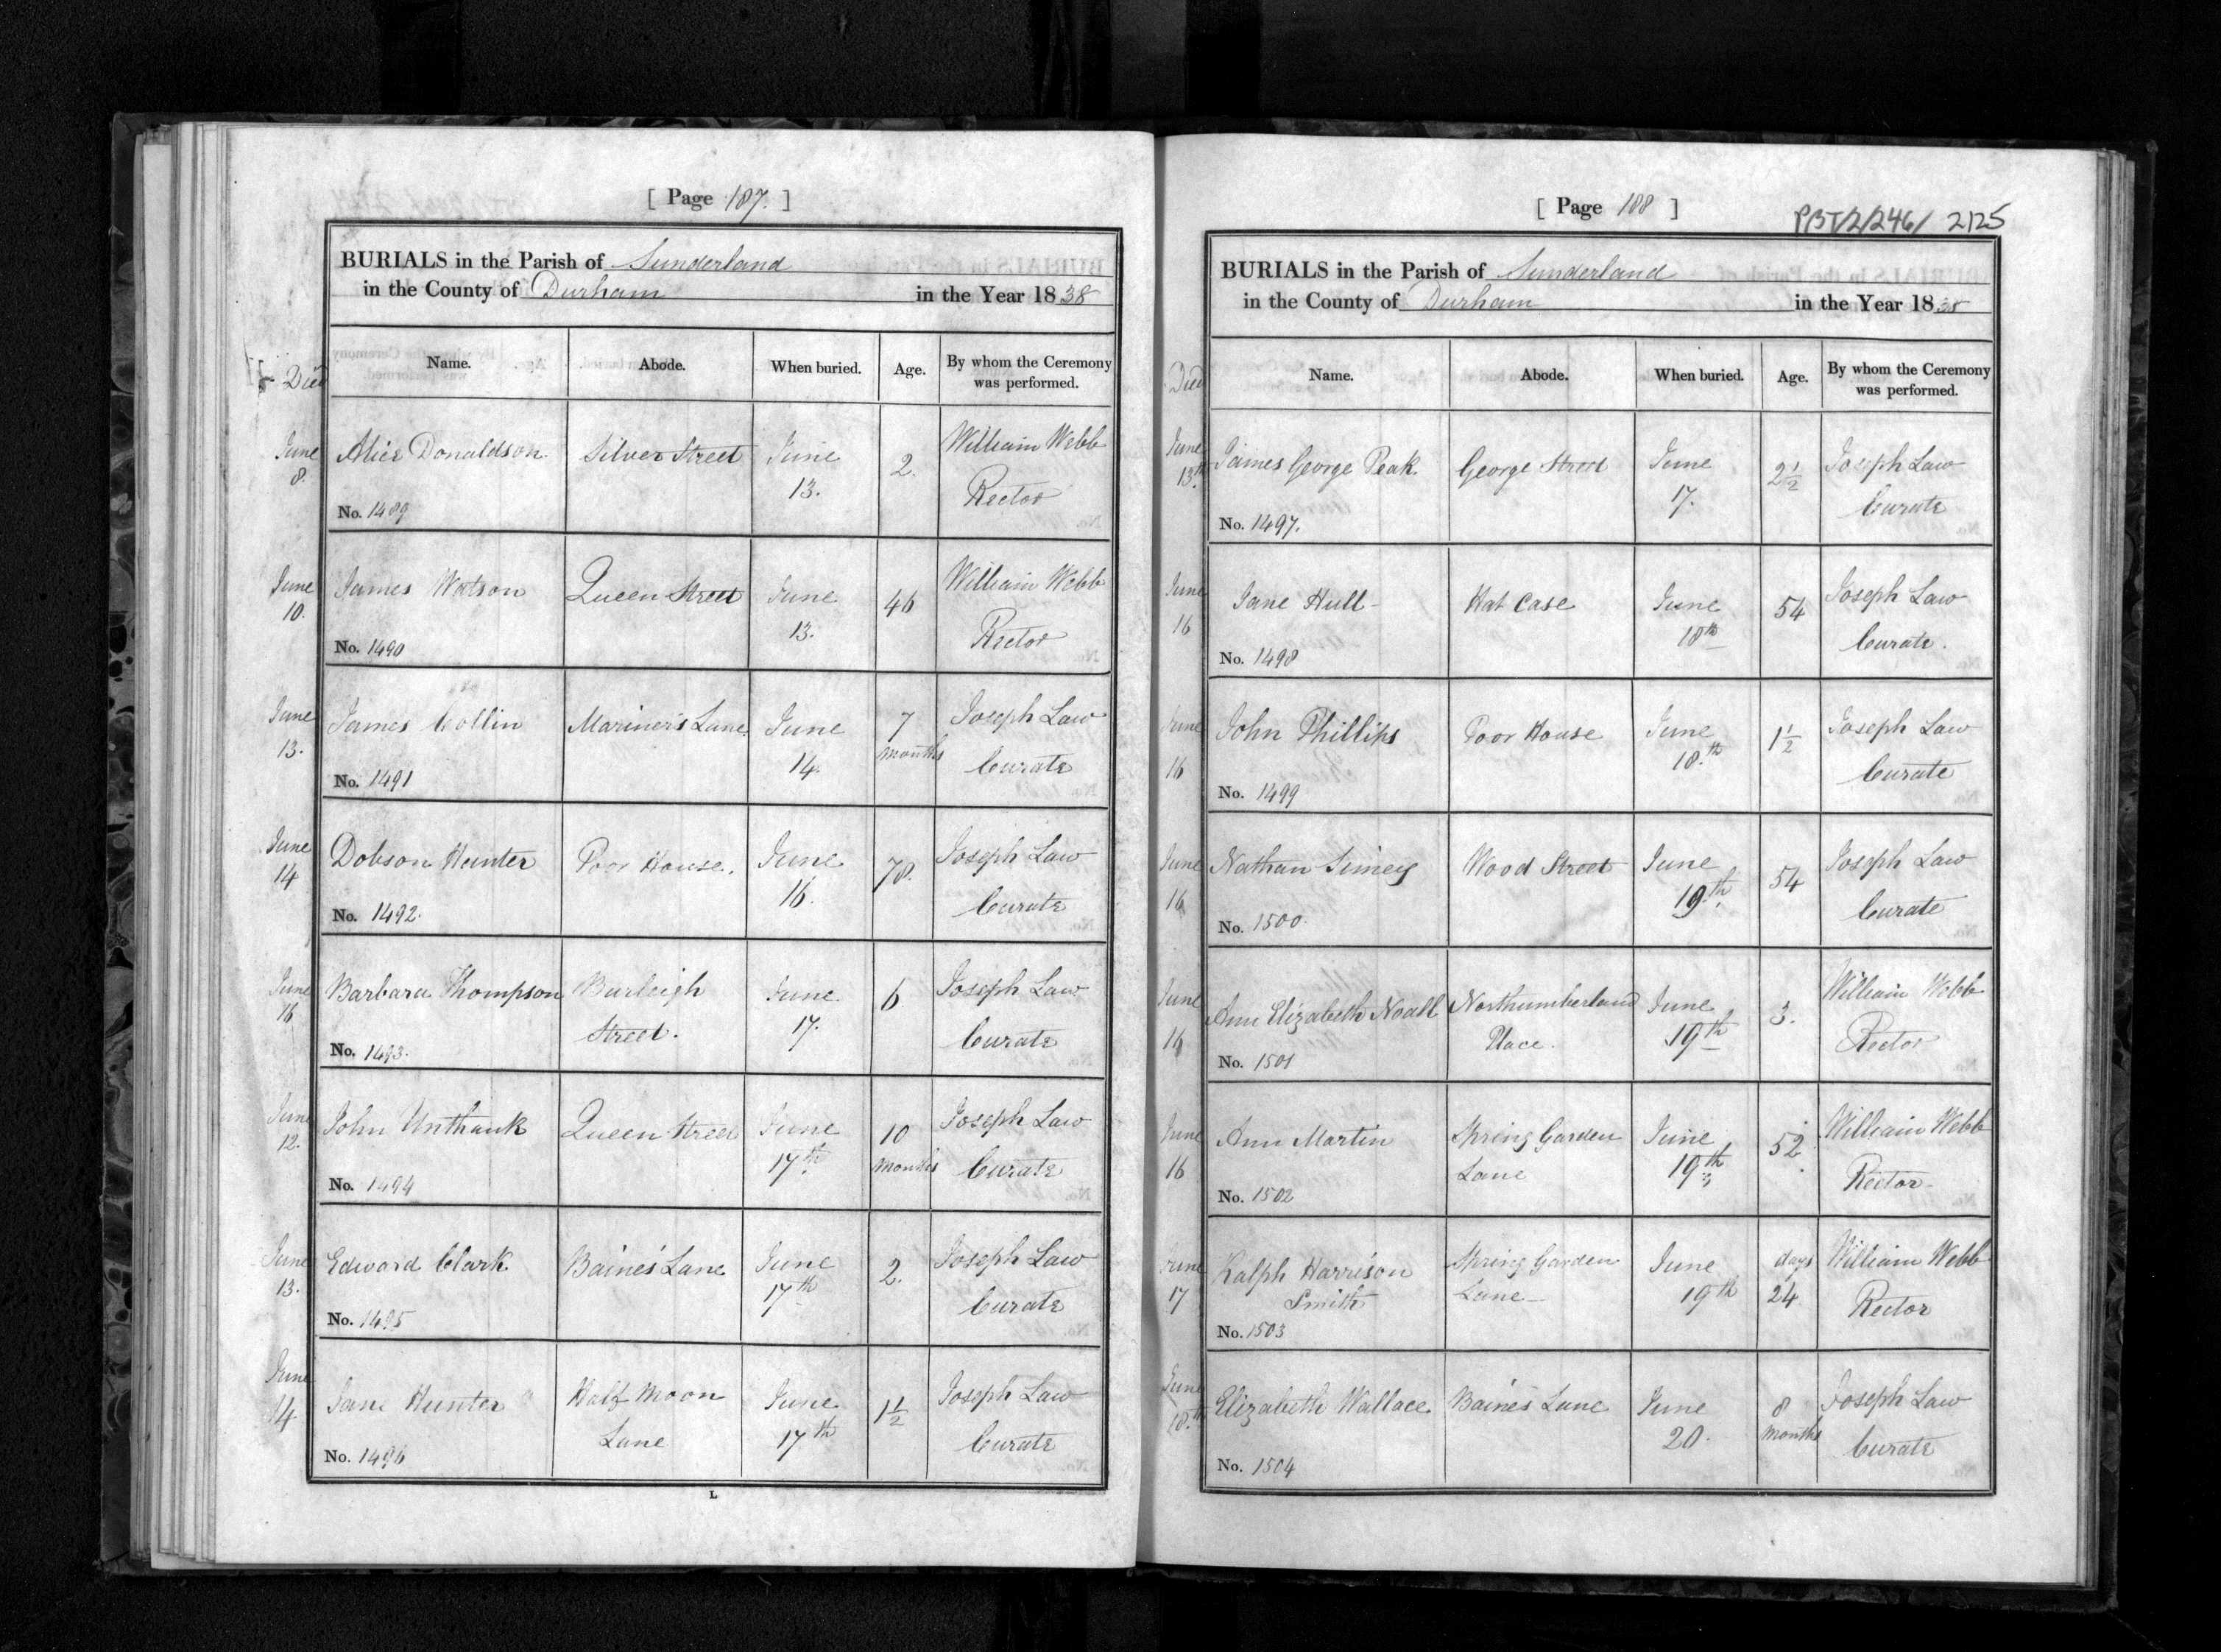 [ Page 187. ]
BURIALS in the Parish of Sunderland
in the County of Durham in the Year 1838
Died
Name. Abode. When buried. Age. By whom the Ceremony was performed.
June 8. Alice Donaldson Silver Street June 13. 2. William Webb Rector
No. 1489
June 10. James Watson Queen Street June 13. 46 William Webb Rector
No. 1490
June 13. James Collin Mariner's Lane. June 14. 7 months Joseph Law Curate
No. 1491
June 14 Dobson Hunter Poor House. June 16. 78. Joseph Law Curate
No. 1492.
June 16 Barbara Thompson Burleigh Street. June 17. 6 Joseph Law Curate
No. 1493.
June 12. John Unthank Queen Street June 17th 10 months Joseph Law Curate
No. 1494
June 13. Edward Clark Baines Lane June 17th 2. Joseph Law Curate
No. 1495
June 14 Jane Hunter Half Moon Lane June 17th 1½ Joseph Law Curate
No. 1496
L
[ Page 188 ]
PBT/2/246/ 2125
BURIALS in the Parish of Sunderland
in the County of Durham in the Year 1838
Died
Name. Abode. When buried. Age. By whom the Ceremony was performed.
June 13th James George Peak George Street June 17. 2½ Joseph Law Curate
No. 1497.
June 16 Jane Hull Hat Case June 18th 54 Joseph Law Curate.
No. 1498
June 16 John Phillips Poor House June 18.th 1½ Joseph Law Curate
No. 1499
June 16 Nathan Simey Wood Street June 19th. 54 Joseph Law Curate
No. 1500.
June 16 Ann Elizabeth Noall Northumberland Place. June 19th 3. William Webb Rector
No. 1501
June 16 Ann Martin Spring Garden Lane June 19th 52 William Webb Rector
No. 1502
June 17 Ralph Harrison Smith Spring Garden Lane June 19th days 24 William Webb Rector
No. 1503
June 18.th Elizabeth Wallace. Baines Lane June 20. 8 months Joseph Law Curate
No. 1504